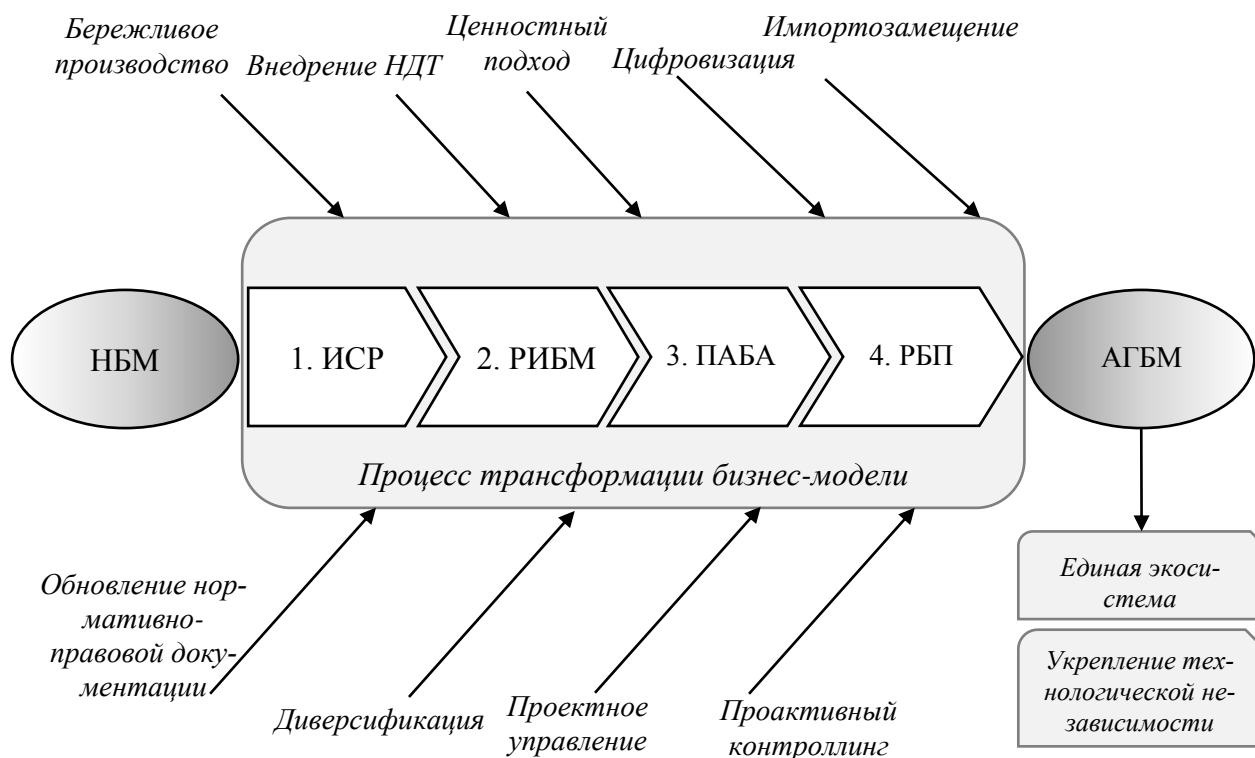 Бережливое
производство
Внедрение НДТ
Ценностный
подход
Цифровизация
Импортозамещение
НБМ
1. ИСР
2. РИБМ
3. ПАБА
4. РБП
АГБМ
Процесс трансформации бизнес-модели
Обновление нор-
мативно-
правовой доку-
ментации
Диверсификация
Проектное
управление
Проактивный
контроллинг
Единая экоси-
стема
Укрепление тех-
нологической не-
зависимости